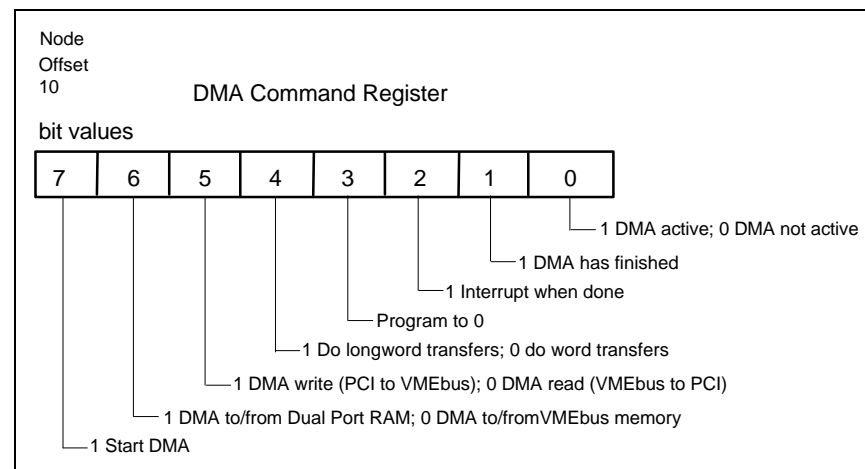 Node
Offset
10
DMA Command Register
bit values
7 6 5 4 3 2 1 0
1 DMA active; 0 DMA not active
1 DMA has finished
1 Interrupt when done
Program to 0
1 Do longword transfers; 0 do word transfers
1 DMA write (PCI to VMEbus); 0 DMA read (VMEbus to PCI)
1 DMA to/from Dual Port RAM; 0 DMA to/fromVMEbus memory
1 Start DMA